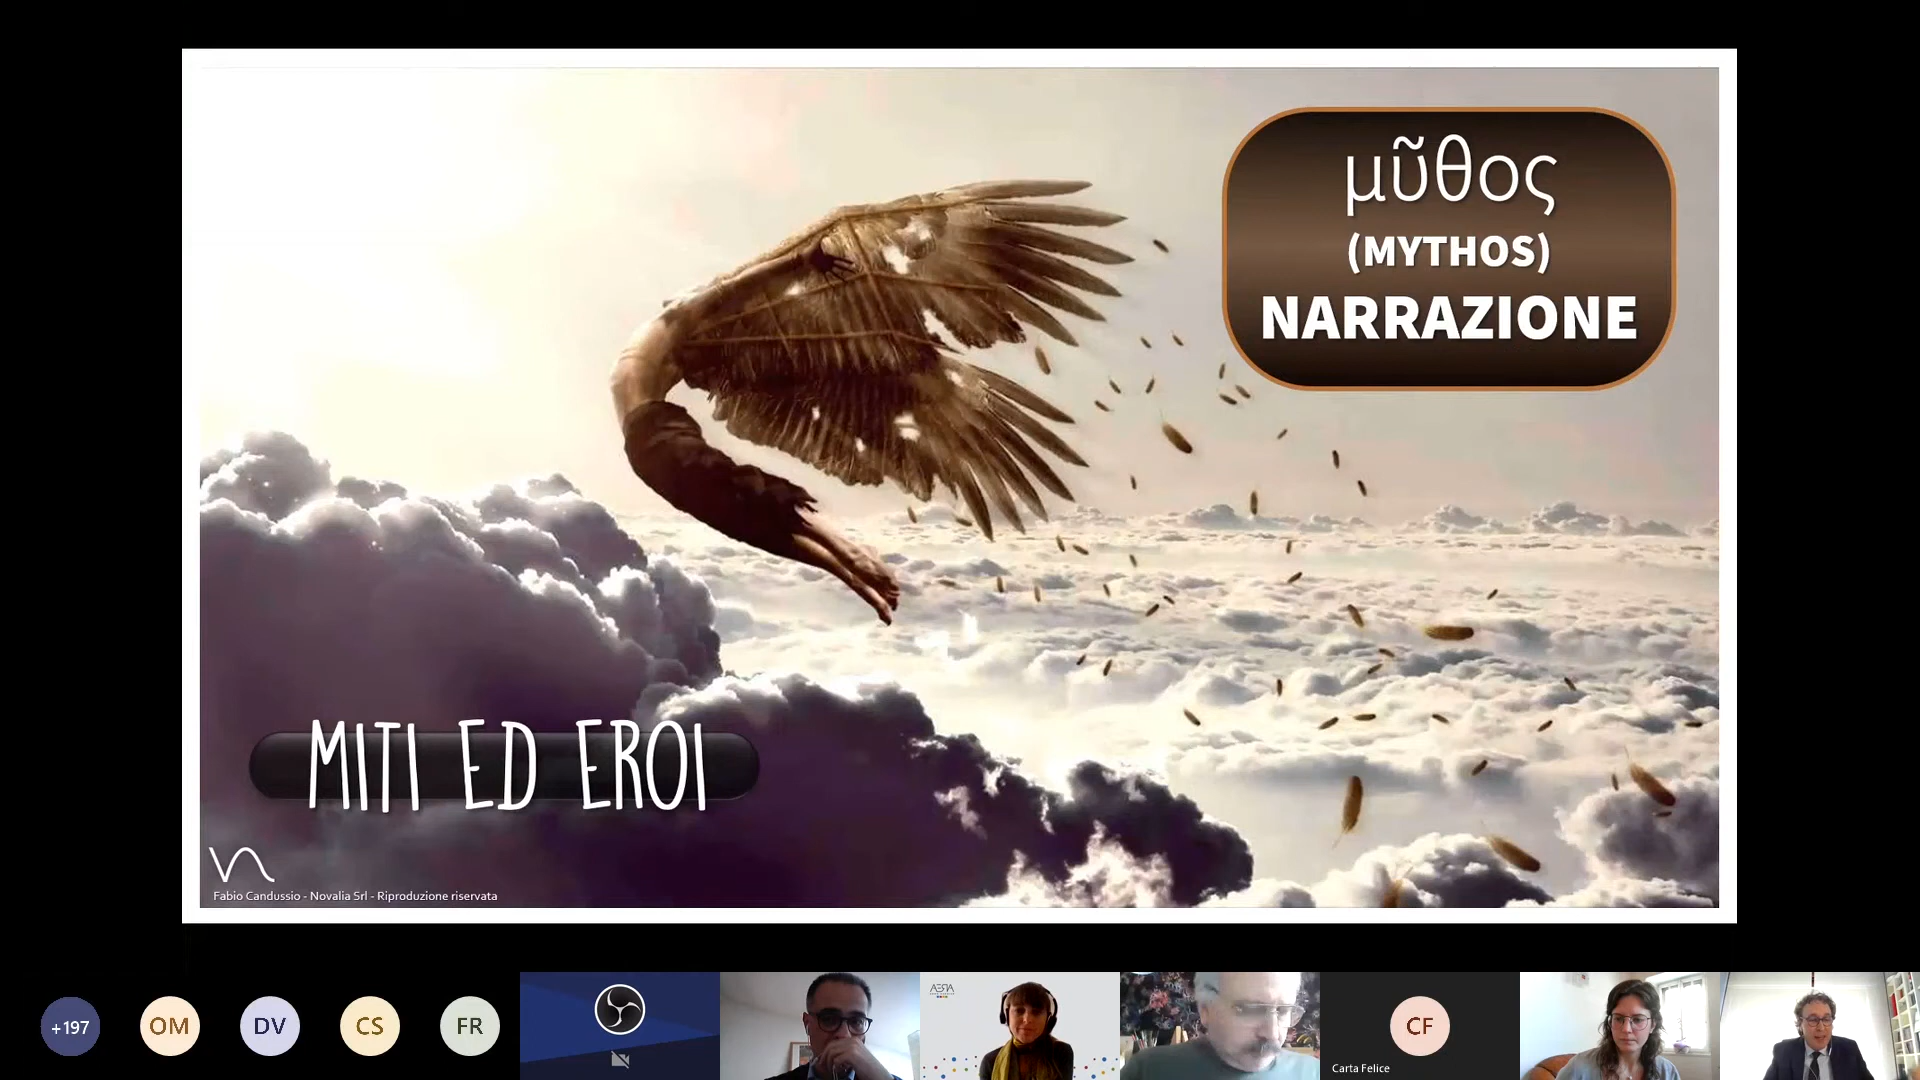 μῦθος
(MYTHOS)
NARRAZIONE
MITI ED EROI
Fabio Candussio - Novalia Srl - Riproduzione riservata
+197
OM
DV
CS
FR
CF
Carta Felice